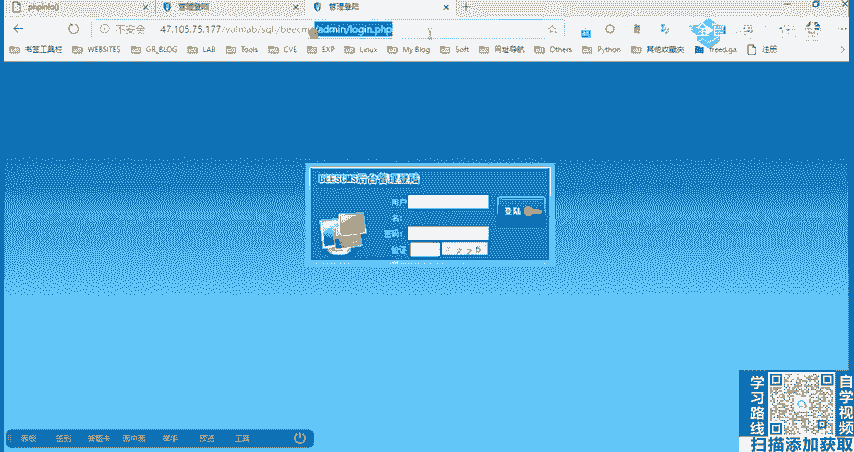 phpinfo()
管理登陆
管理登陆
不安全
47.105.75.177/vulnlab/sql/beecms/admin/login.php
书签工具栏
WEBSITES
GR_BLOG
LAB
Tools
CVE
EXP
Linux
My Blog
Soft
网址导航
Others
Python
其他收藏夹
注册
BEESCMS后台管理登陆
用户名:
登陆
密码:
验证
学习路线
自学视频
扫描添加获取
工具